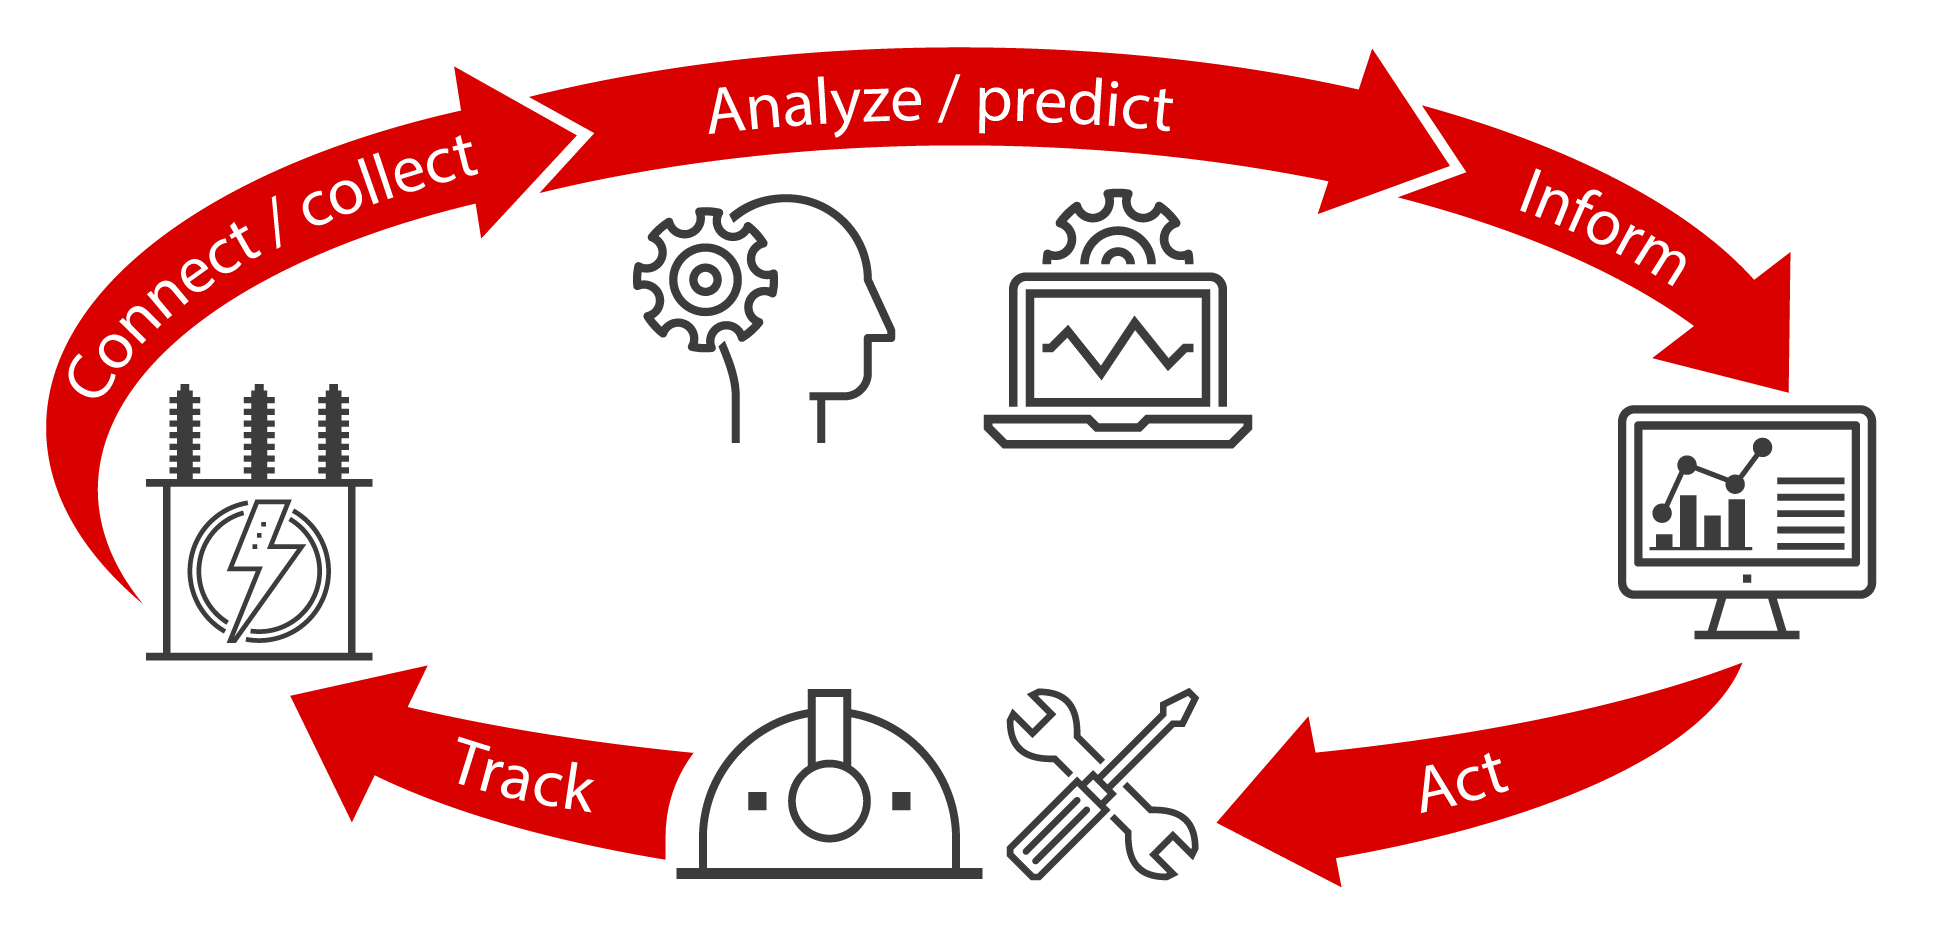 Connect / collect
Analyze / predict
Inform
Act
Track